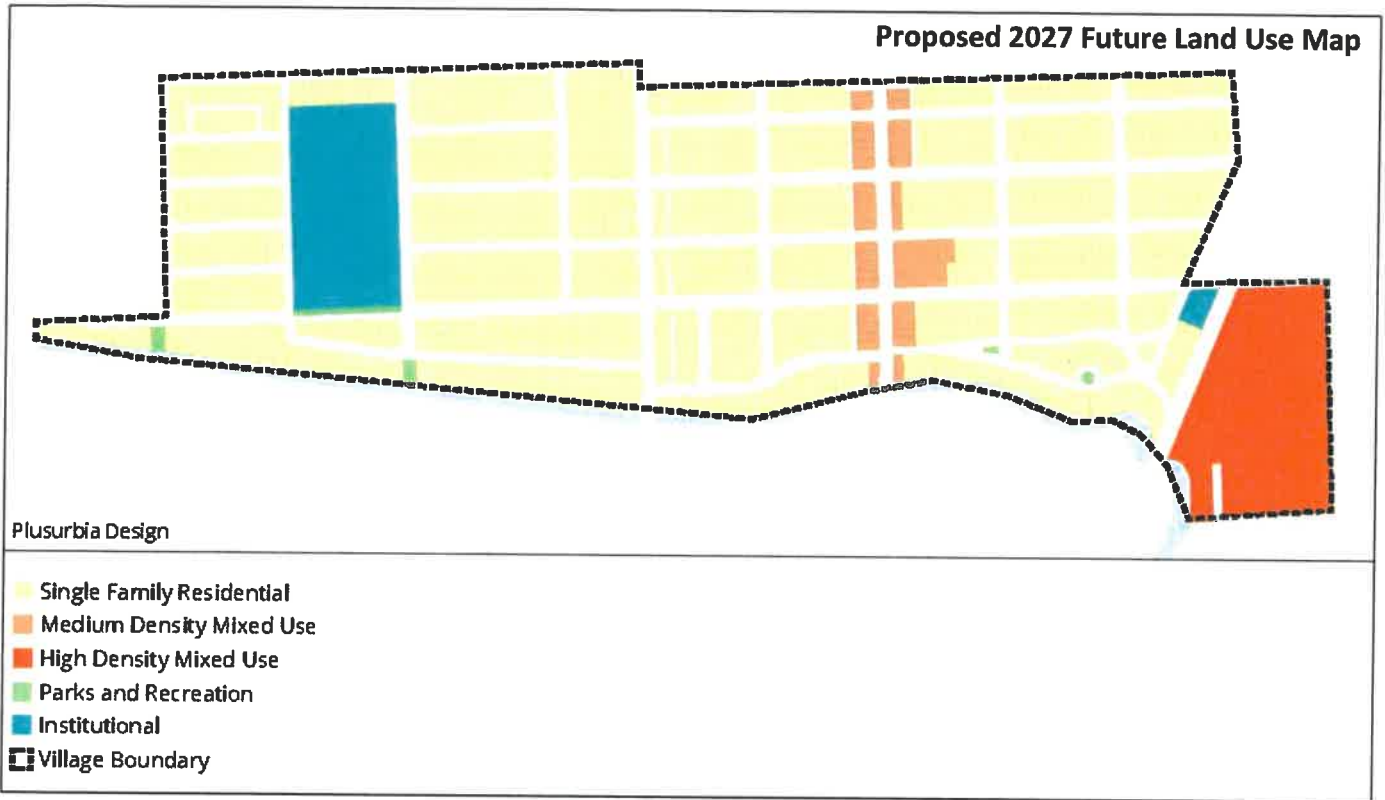 Proposed 2027 Future Land Use Map
Plusurbia Design
Single Family Residential
Medium Density Mixed Use
High Density Mixed Use
Parks and Recreation
Institutional
Village Boundary